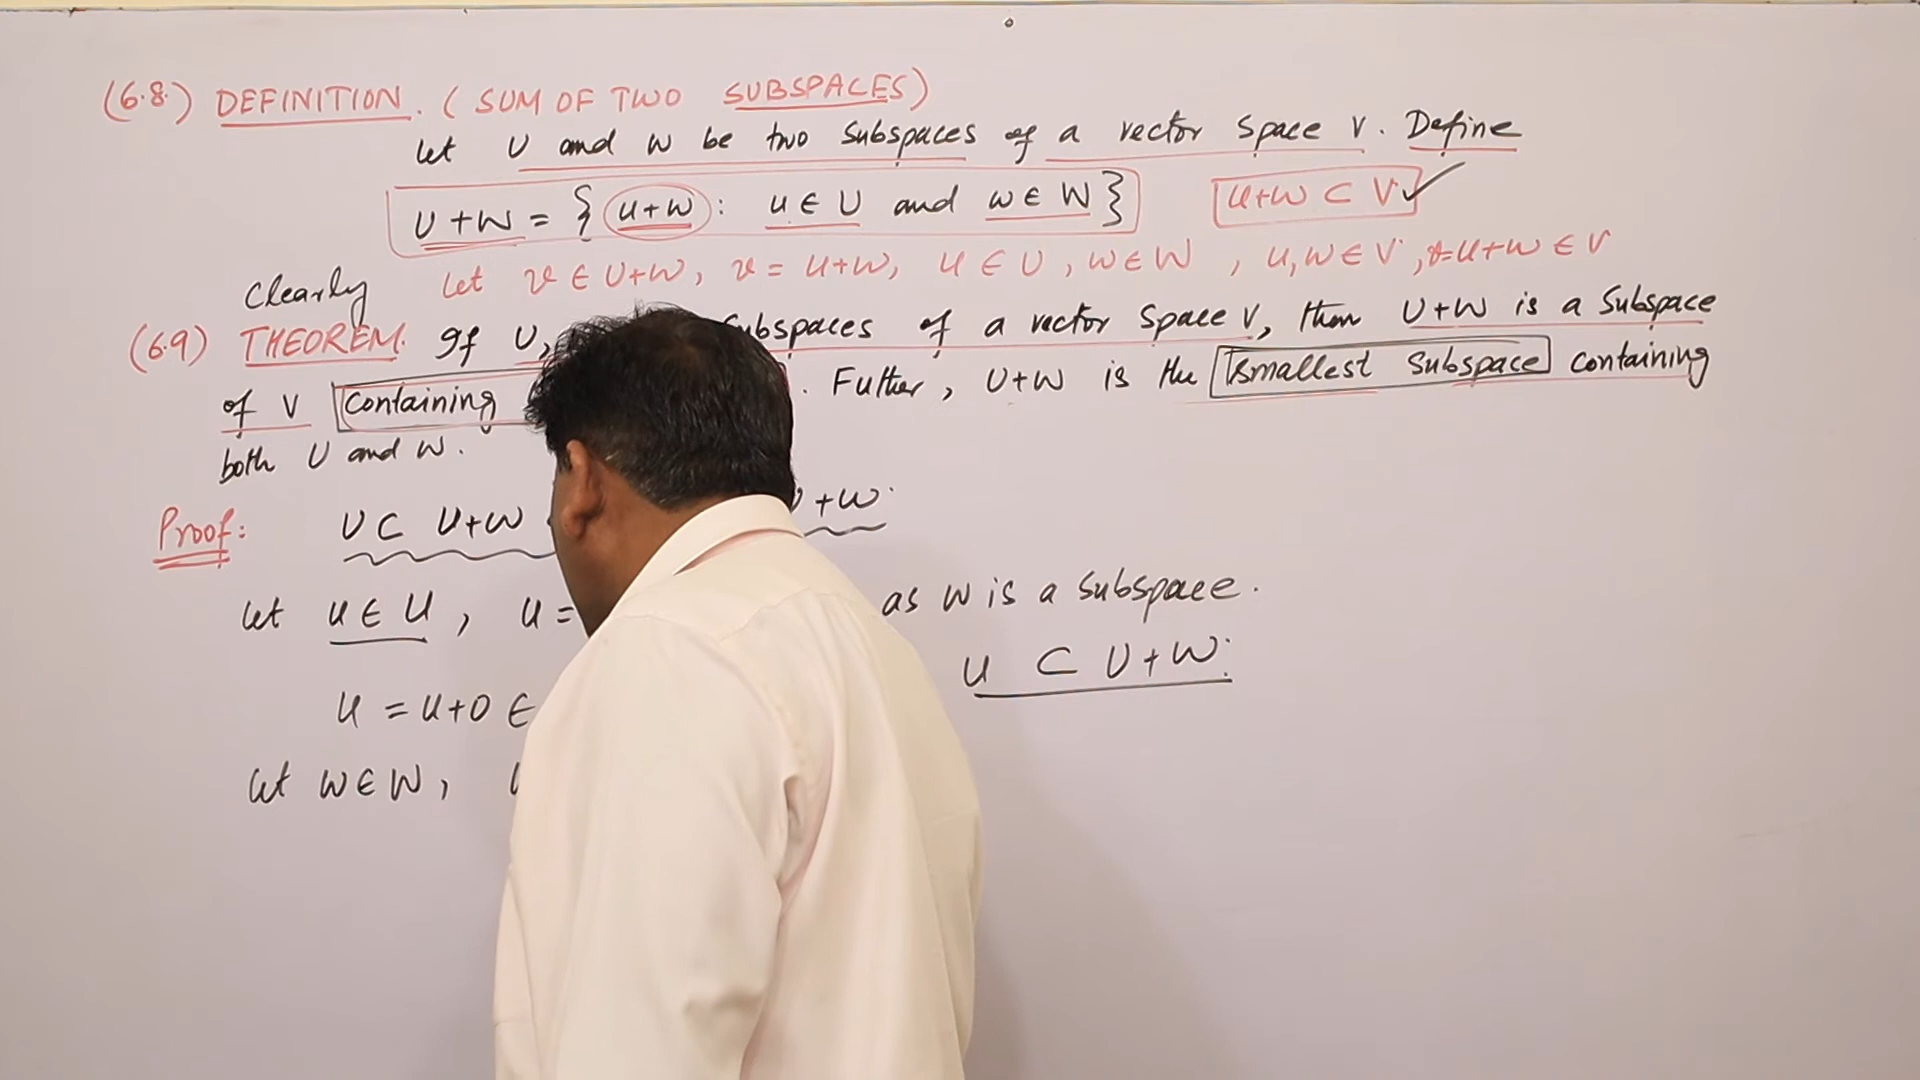 (6.8.) DEFINITION. ( SUM OF TWO SUBSPACES)
Let U and W be two subspaces of a vector space V. Define
U + W = { u+w : u ∈ U and w ∈ W } U+W ⊂ V. ✓
Clearly Let v ∈ U+W, v = u+w, u ∈ U, w ∈ W, u, w ∈ V, v=u+w ∈ V
(6.9) THEOREM. If U, Subspaces of a vector space V, then U+W is a subspace
of V containing . Futher, U+W is the smallest subspace containing
both U and W.
Proof: U ⊂ U+W +W.
Let u ∈ U, u = as W is a subspace.
U ⊂ U+W.
u = u+0 ∈
Let w ∈ W,